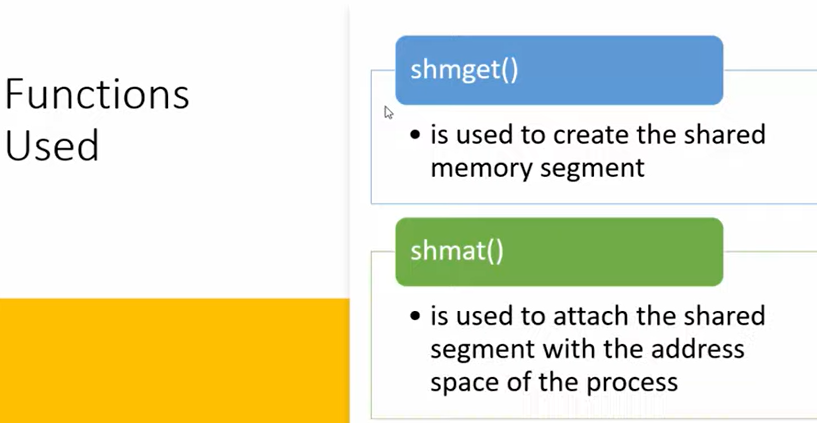 Functions
Used
shmget()
• is used to create the shared
memory segment
shmat()
• is used to attach the shared
segment with the address
space of the process